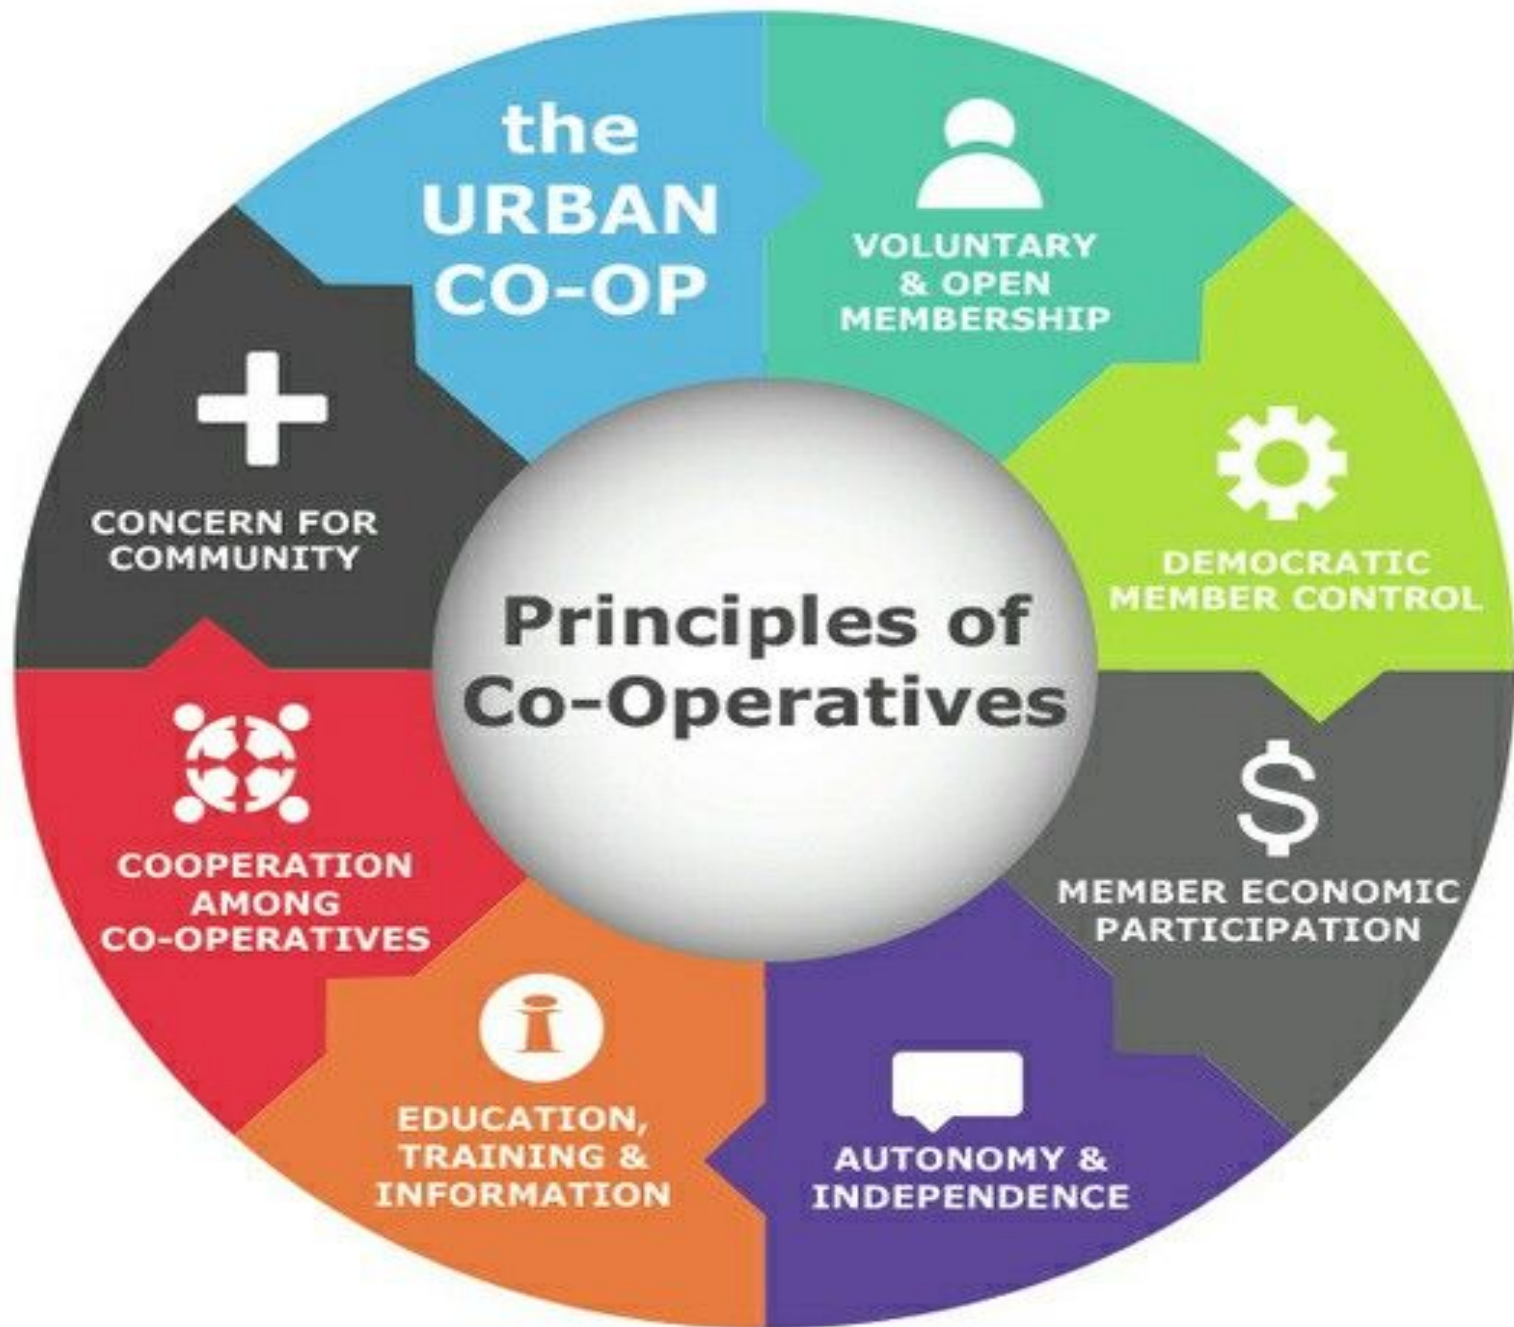 the
URBAN
CO-OP
VOLUNTARY
& OPEN
MEMBERSHIP
DEMOCRATIC
MEMBER CONTROL
$
MEMBER ECONOMIC
PARTICIPATION
AUTONOMY &
INDEPENDENCE
i
EDUCATION,
TRAINING &
INFORMATION
COOPERATION
AMONG
CO-OPERATIVES
CONCERN FOR
COMMUNITY
Principles of
Co-Operatives